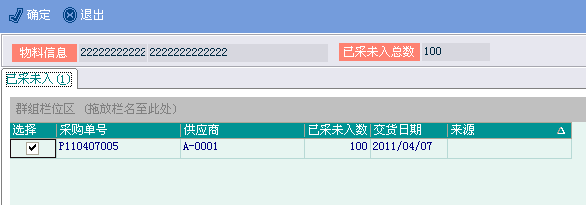 确定 退出
物料信息 22222222222 2222222222222 已采未入总数 100
已采未入(1)
群组栏位区 (拖放栏名至此处)
选择 采购单号 供应商 已采未入数 交货日期 来源
P110407005 A-0001 100 2011/04/07